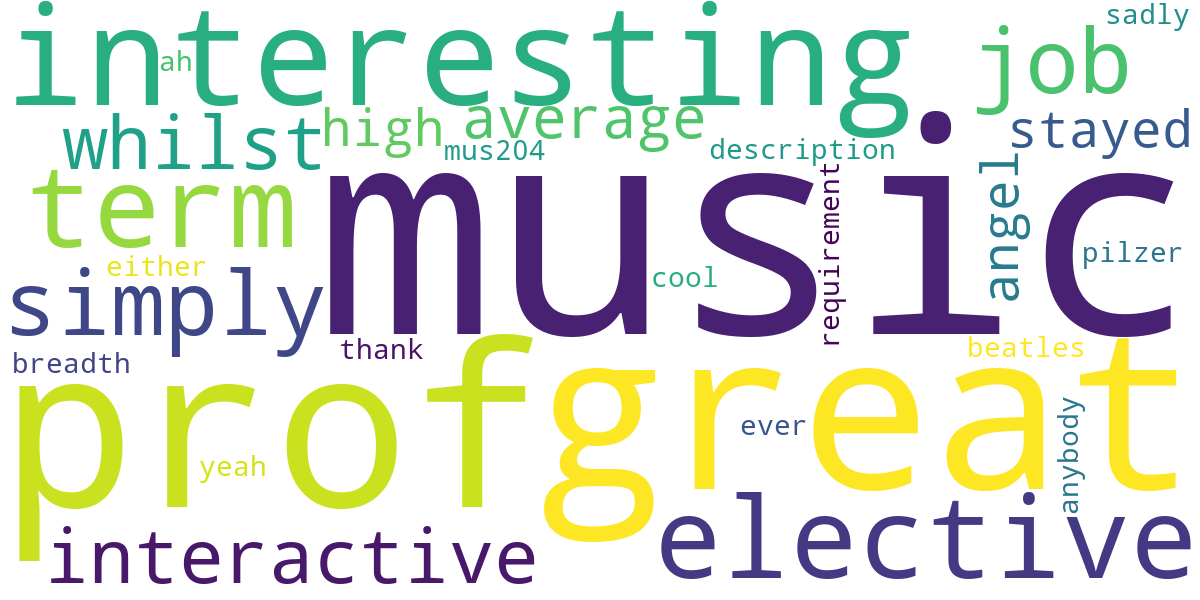 interesting
ah
job
sadly
whilst
high
average
stayed
mus204
description
term
music
requirement
angel
pilzer
either
cool
simply
breadth
thank
beatles
prof
great
yeah
ever
anybody
interactive
elective